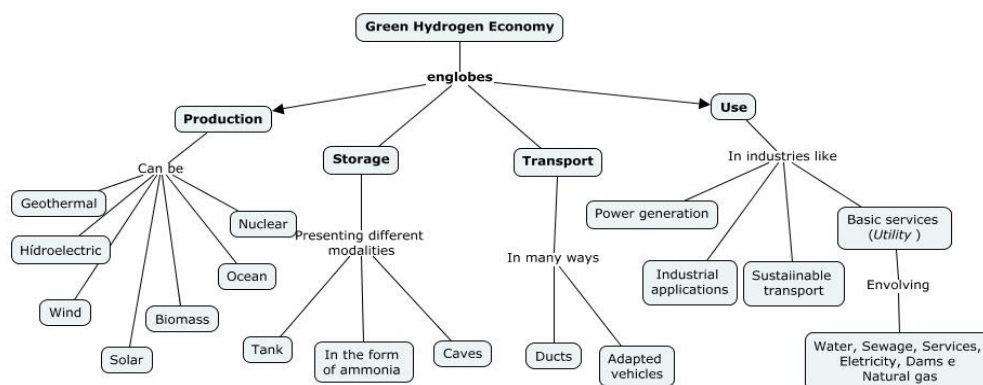 Green Hydrogen Economy
englobes
Production
Use
Storage
Transport
Can be
In industries like
Geothermal
Nuclear
Hídroelectric
Ocean
Wind
Biomass
Solar
Presenting different
modalities
Tank
In the form
of ammonia
Caves
In many ways
Ducts
Adapted
vehicles
Power generation
Industrial
applications
Sustaiinable
transport
Basic services
(Utility )
Envolving
Water, Sewage, Services,
Eletricity, Dams e
Natural gas